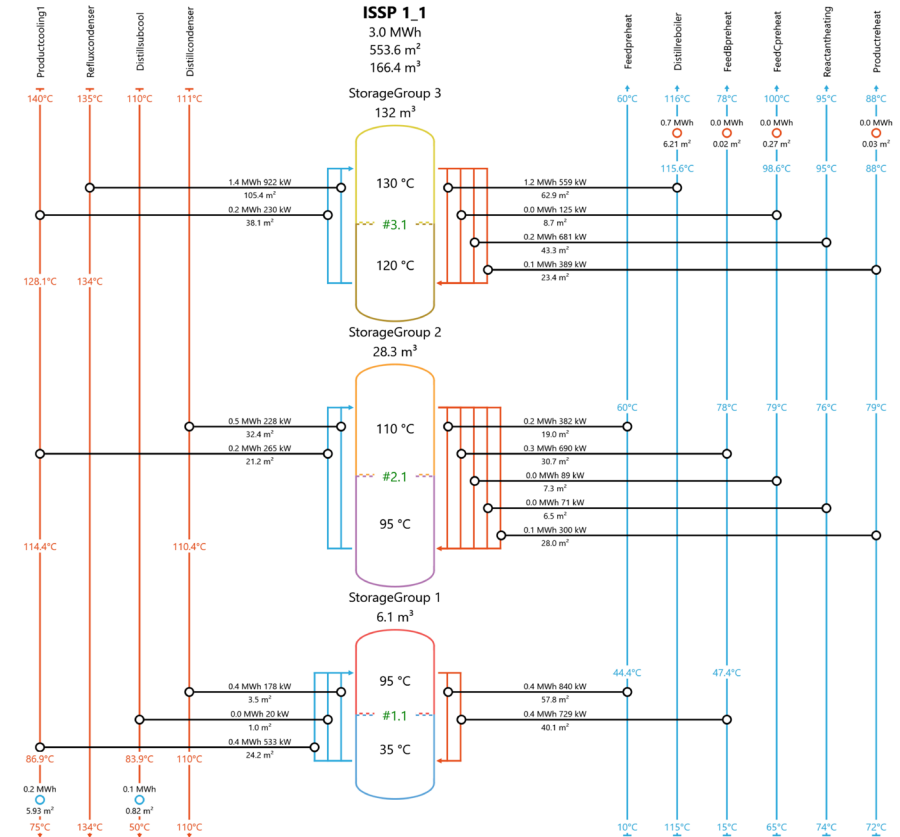 ISSP 1_1
3.0 MWh
553.6 m²
166.4 m³
Productcooling1
Refluxcondenser
Distillsubcool
Distillcondenser
Feedpreheat
Distillreboiler
FeedBpreheat
FeedCpreheat
Reactantheating
Productreheat
140°C 135°C 110°C 111°C
60°C 116°C 78°C 100°C 95°C 88°C
StorageGroup 3
132 m³
0.7 MWh 0.0 MWh 0.0 MWh 0.0 MWh
6.21 m² 0.02 m² 0.27 m² 0.03 m²
115.6°C 98.6°C 95°C 88°C
130 °C
1.4 MWh 922 kW
105.4 m²
0.2 MWh 230 kW
38.1 m²
1.2 MWh 559 kW
62.9 m²
0.0 MWh 125 kW
8.7 m²
#3.1
0.2 MWh 681 kW
43.3 m²
120 °C
0.1 MWh 389 kW
23.4 m²
128.1°C 134°C
StorageGroup 2
28.3 m³
60°C 78°C 79°C 76°C 79°C
110 °C
0.5 MWh 228 kW
32.4 m²
0.2 MWh 265 kW
21.2 m²
0.2 MWh 382 kW
19.0 m²
0.3 MWh 690 kW
30.7 m²
#2.1
0.0 MWh 89 kW
7.3 m²
0.0 MWh 71 kW
6.5 m²
95 °C
0.1 MWh 300 kW
28.0 m²
114.4°C 110.4°C
StorageGroup 1
6.1 m³
44.4°C 47.4°C
95 °C
0.4 MWh 178 kW
3.5 m²
0.0 MWh 20 kW
1.0 m²
0.4 MWh 533 kW
24.2 m²
0.4 MWh 840 kW
57.8 m²
#1.1
0.4 MWh 729 kW
40.1 m²
35 °C
86.9°C 83.9°C 110°C
0.2 MWh 0.1 MWh
5.93 m² 0.82 m²
75°C 134°C 50°C 110°C
10°C 115°C 15°C 65°C 74°C 72°C